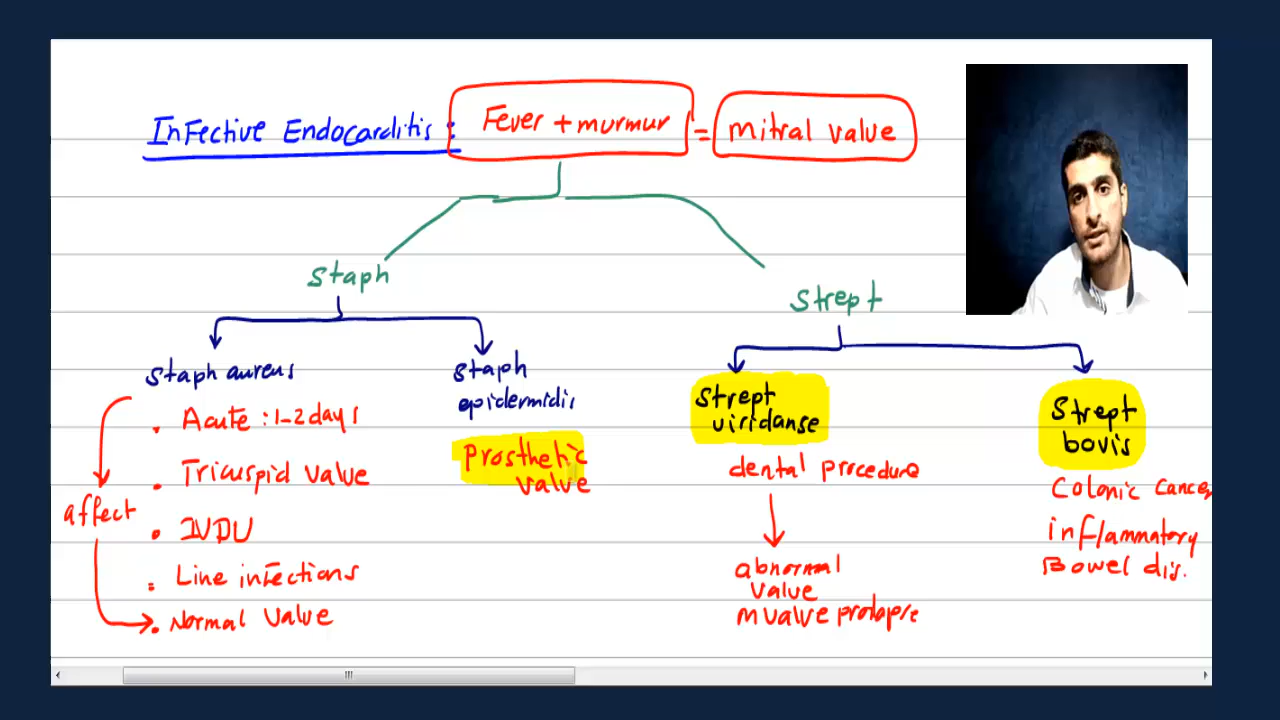 Infective Endocarditis : Fever + murmur = mitral value
Staph
Strept
Staph aureus
• Acute : 1-2 days
• Tricuspid value
• IVDU
• Line infections
• Normal value
affect
Staph
epidermidis
Prosthetic
value
Strept
viridanse
dental procedure
abnormal
value
m valve prolapse
Strept
bovis
Colonic cancer
inflammatory
Bowel dis.